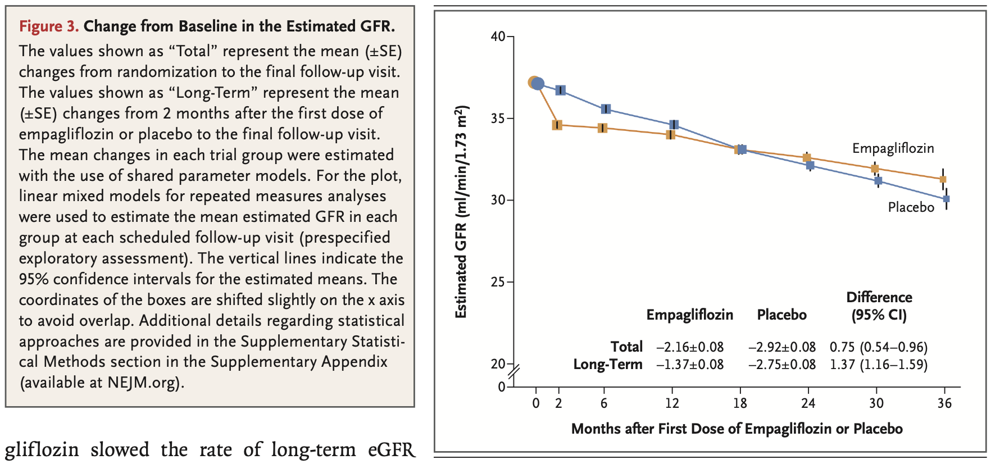 Figure 3. Change from Baseline in the Estimated GFR.
The values shown as “Total” represent the mean (±SE)
changes from randomization to the final follow-up visit.
The values shown as “Long-Term” represent the mean
(±SE) changes from 2 months after the first dose of
empagliflozin or placebo to the final follow-up visit.
The mean changes in each trial group were estimated
with the use of shared parameter models. For the plot,
linear mixed models for repeated measures analyses
were used to estimate the mean estimated GFR in each
group at each scheduled follow-up visit (prespecified
exploratory assessment). The vertical lines indicate the
95% confidence intervals for the estimated means. The
coordinates of the boxes are shifted slightly on the x axis
to avoid overlap. Additional details regarding statistical
approaches are provided in the Supplementary Statisti-
cal Methods section in the Supplementary Appendix
(available at NEJM.org).
gliflozin slowed the rate of long-term eGFR
Estimated GFR (ml/min/1.73 m²)
40
35
30
25
20
0
Empagliflozin
Placebo
Difference
Empagliflozin Placebo (95% CI)
Total –2.16±0.08 –2.92±0.08 0.75 (0.54–0.96)
Long-Term –1.37±0.08 –2.75±0.08 1.37 (1.16–1.59)
0 2 6 12 18 24 30 36
Months after First Dose of Empagliflozin or Placebo